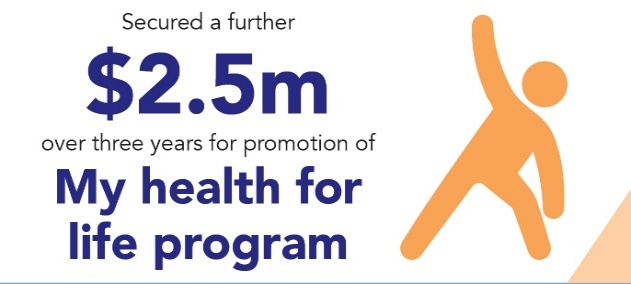 Secured a further
$2.5m
over three years for promotion of
My health for
life program